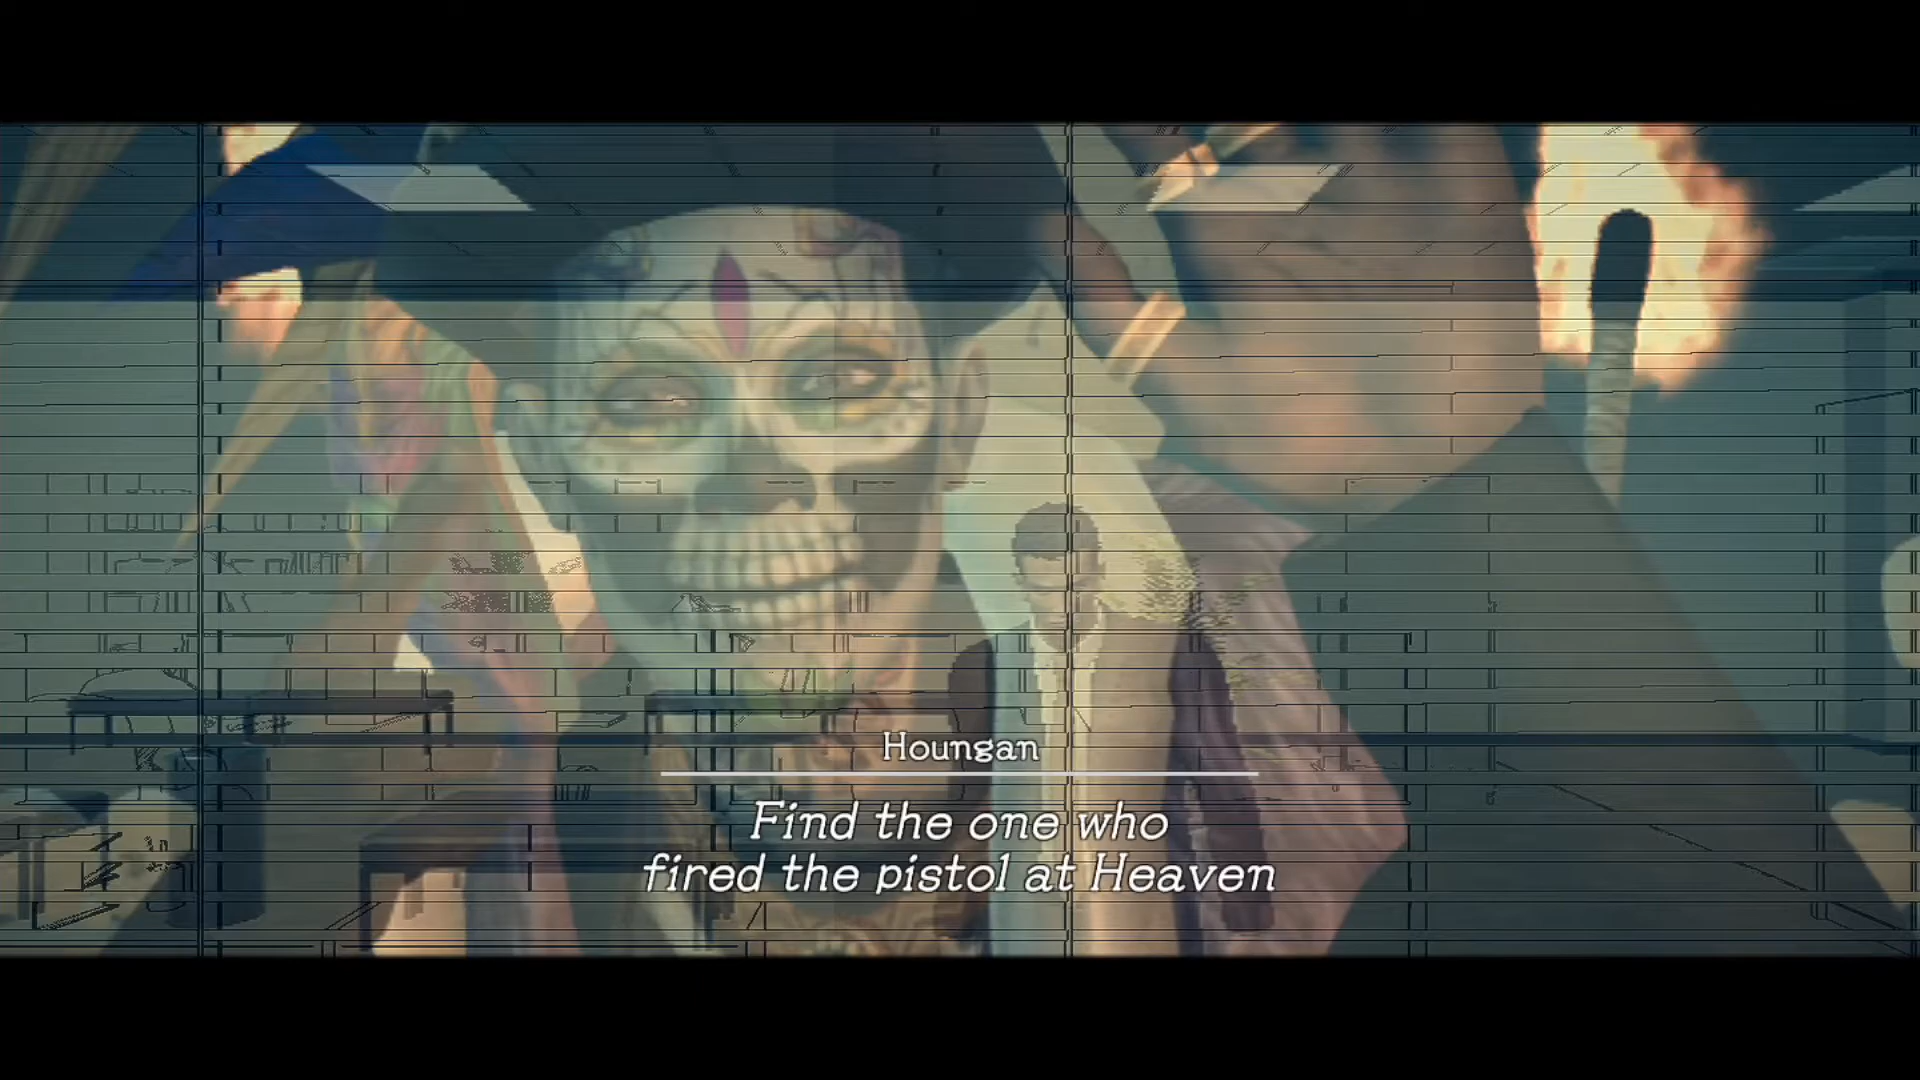 Houngan
Find the one who
fired the pistol at Heaven